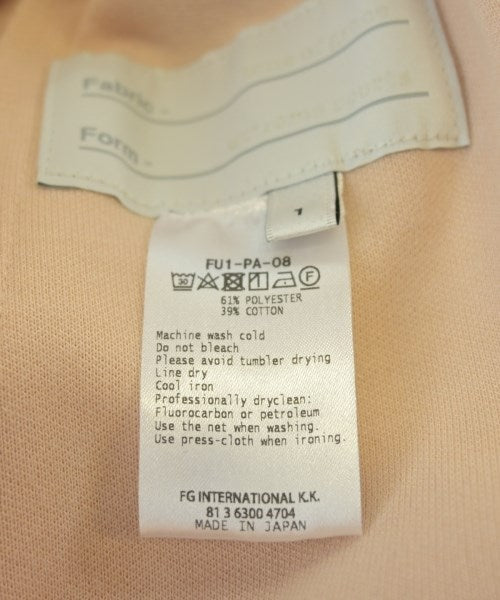 Fabric -
Form -
1
FU1-PA-08
30 F
61% POLYESTER
39% COTTON
Machine wash cold
Do not bleach
Please avoid tumbler drying
Line dry
Cool iron
Professionally dryclean:
Fluorocarbon or petroleum
Use the net when washing.
Use press-cloth when ironing.
FG INTERNATIONAL K.K.
81 3 6300 4704
MADE IN JAPAN